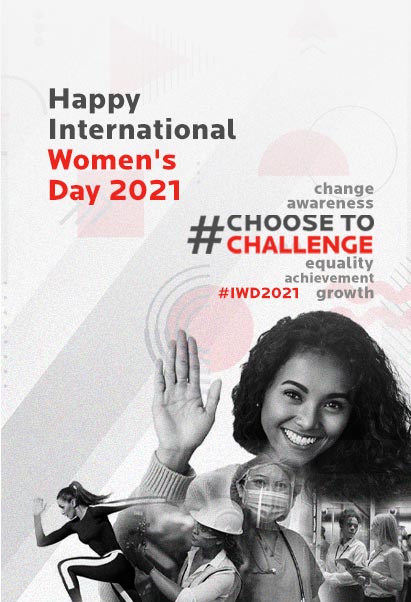 Happy
International
Women's
Day 2021
change
awareness
#CHOOSE TO
CHALLENGE
equality
achievement
#IWD2021 growth